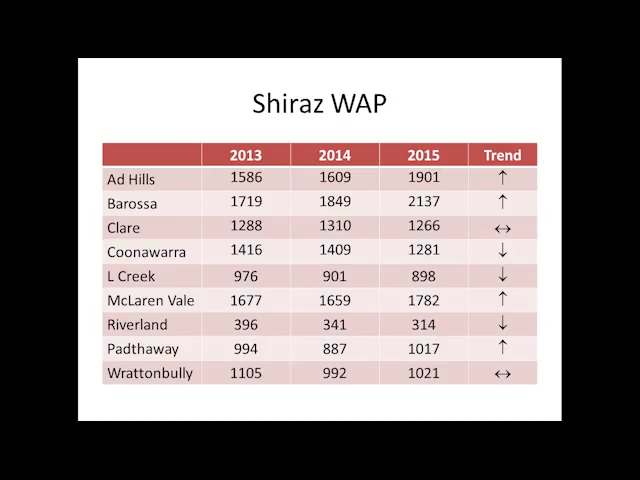 Shiraz WAP
2013 2014 2015 Trend
Ad Hills 1586 1609 1901 ↑
Barossa 1719 1849 2137 ↑
Clare 1288 1310 1266 ↔
Coonawarra 1416 1409 1281 ↓
L Creek 976 901 898 ↓
McLaren Vale 1677 1659 1782 ↑
Riverland 396 341 314 ↓
Padthaway 994 887 1017 ↑
Wrattonbully 1105 992 1021 ↔